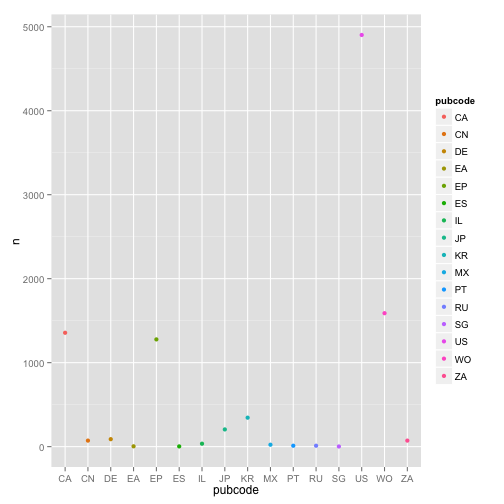 5000
4000
3000
2000
1000
0
n
CA CN DE EA EP ES IL JP KR MX PT RU SG US WO ZA
pubcode
pubcode
CA
CN
DE
EA
EP
ES
IL
JP
KR
MX
PT
RU
SG
US
WO
ZA